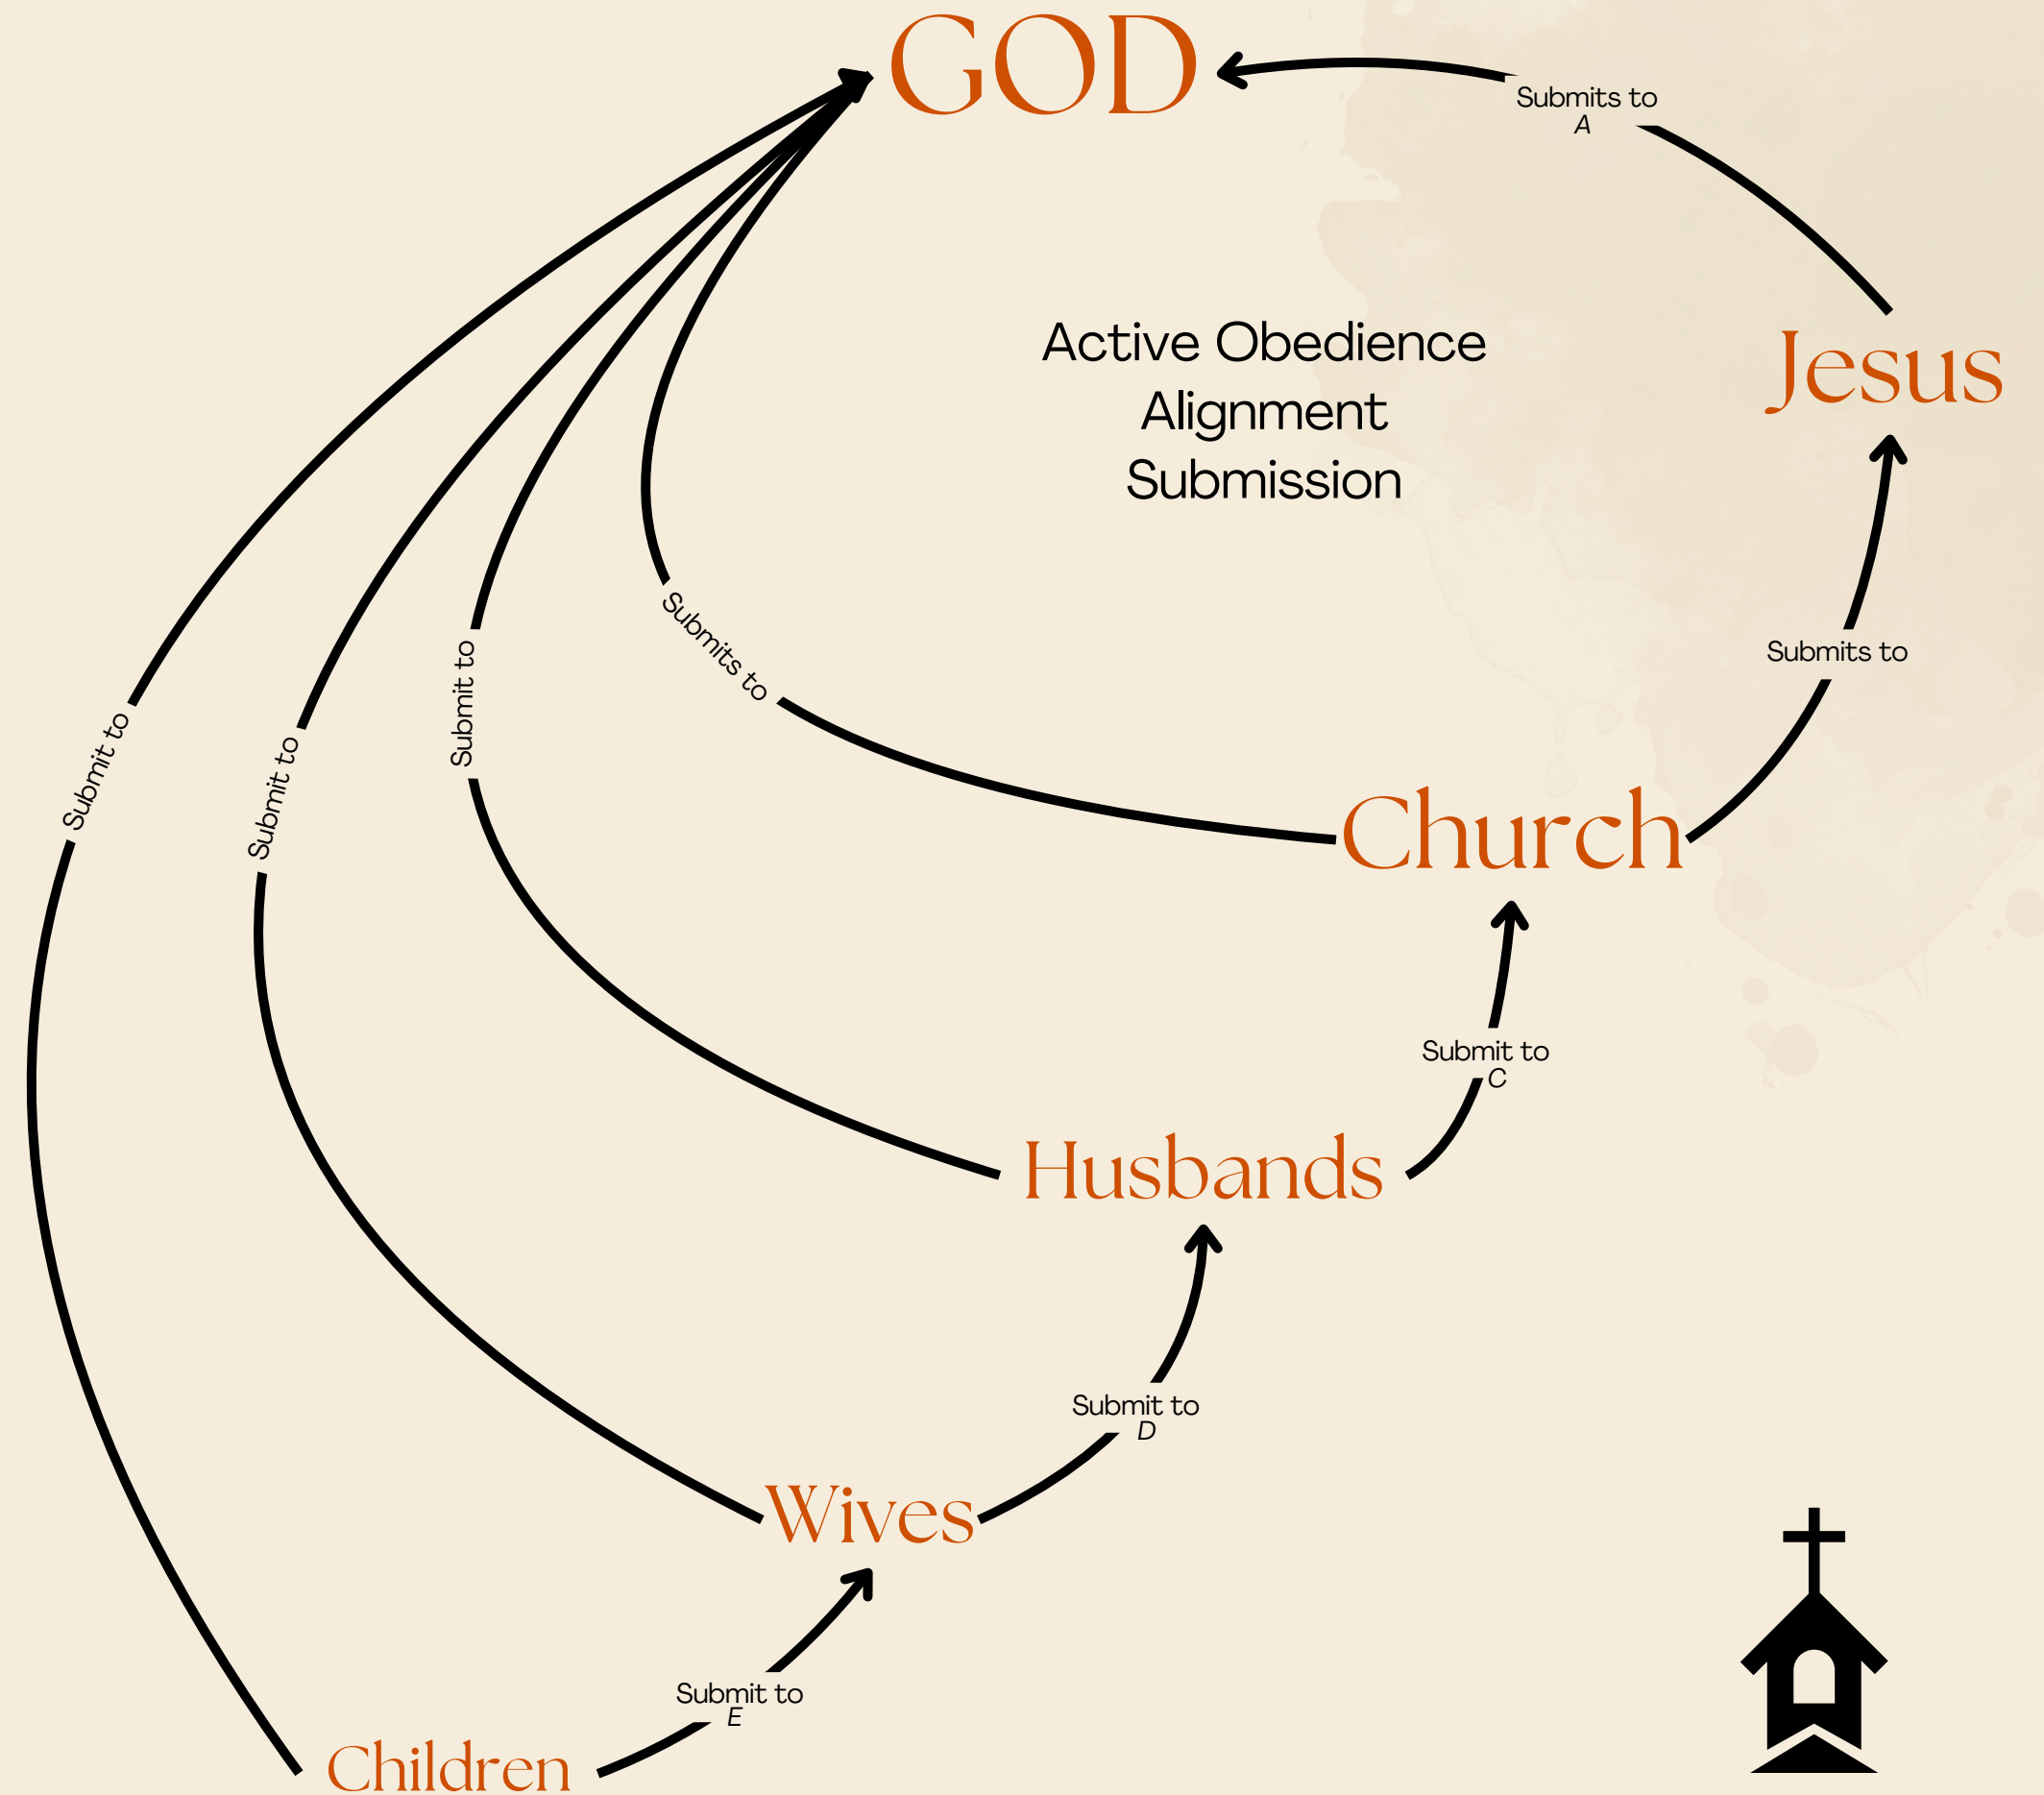 GOD
Submits to
A
Active Obedience
Alignment
Submission
Jesus
Submits to
Submits to
Submit to
Submit to
Submit to
Church
Submit to
C
Husbands
Submit to
D
Wives
Submit to
E
Children